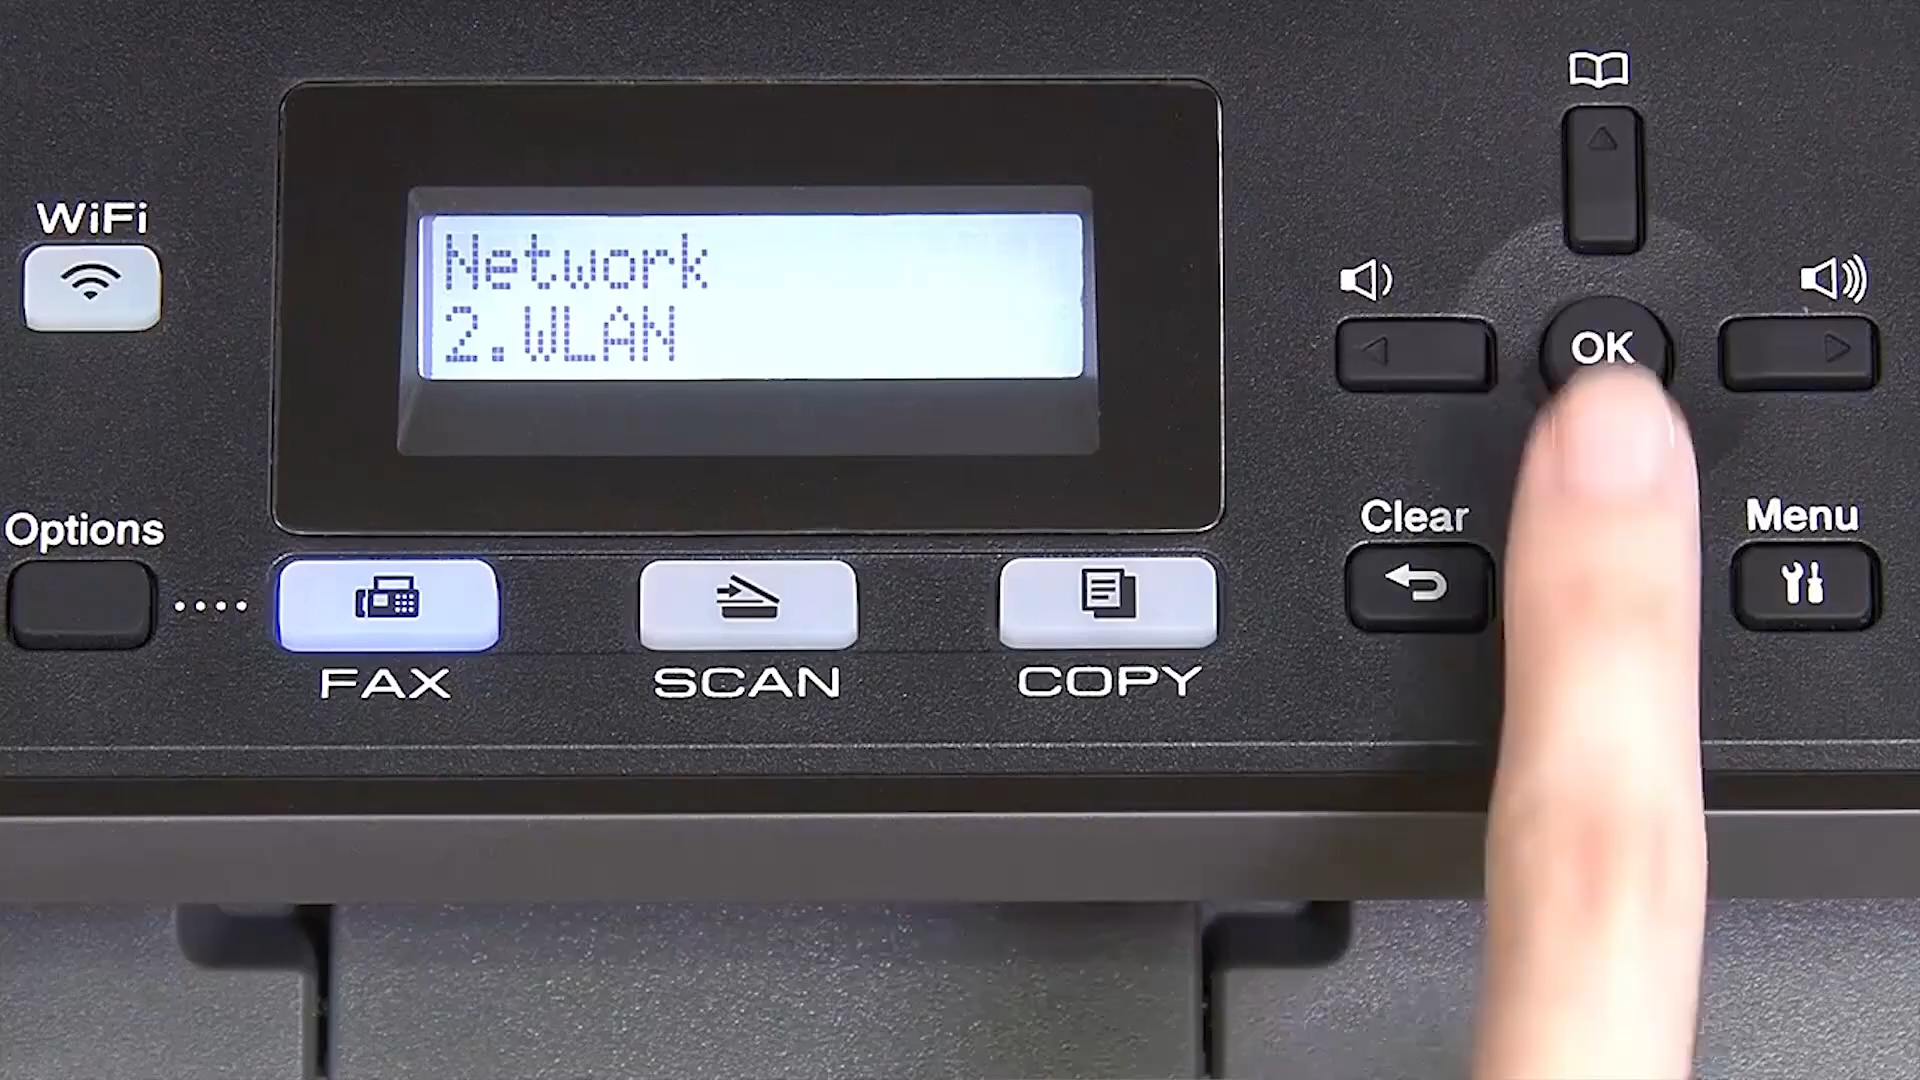 WiFi
Network
2.WLAN
OK
Options
Clear
Menu
FAX
SCAN
COPY